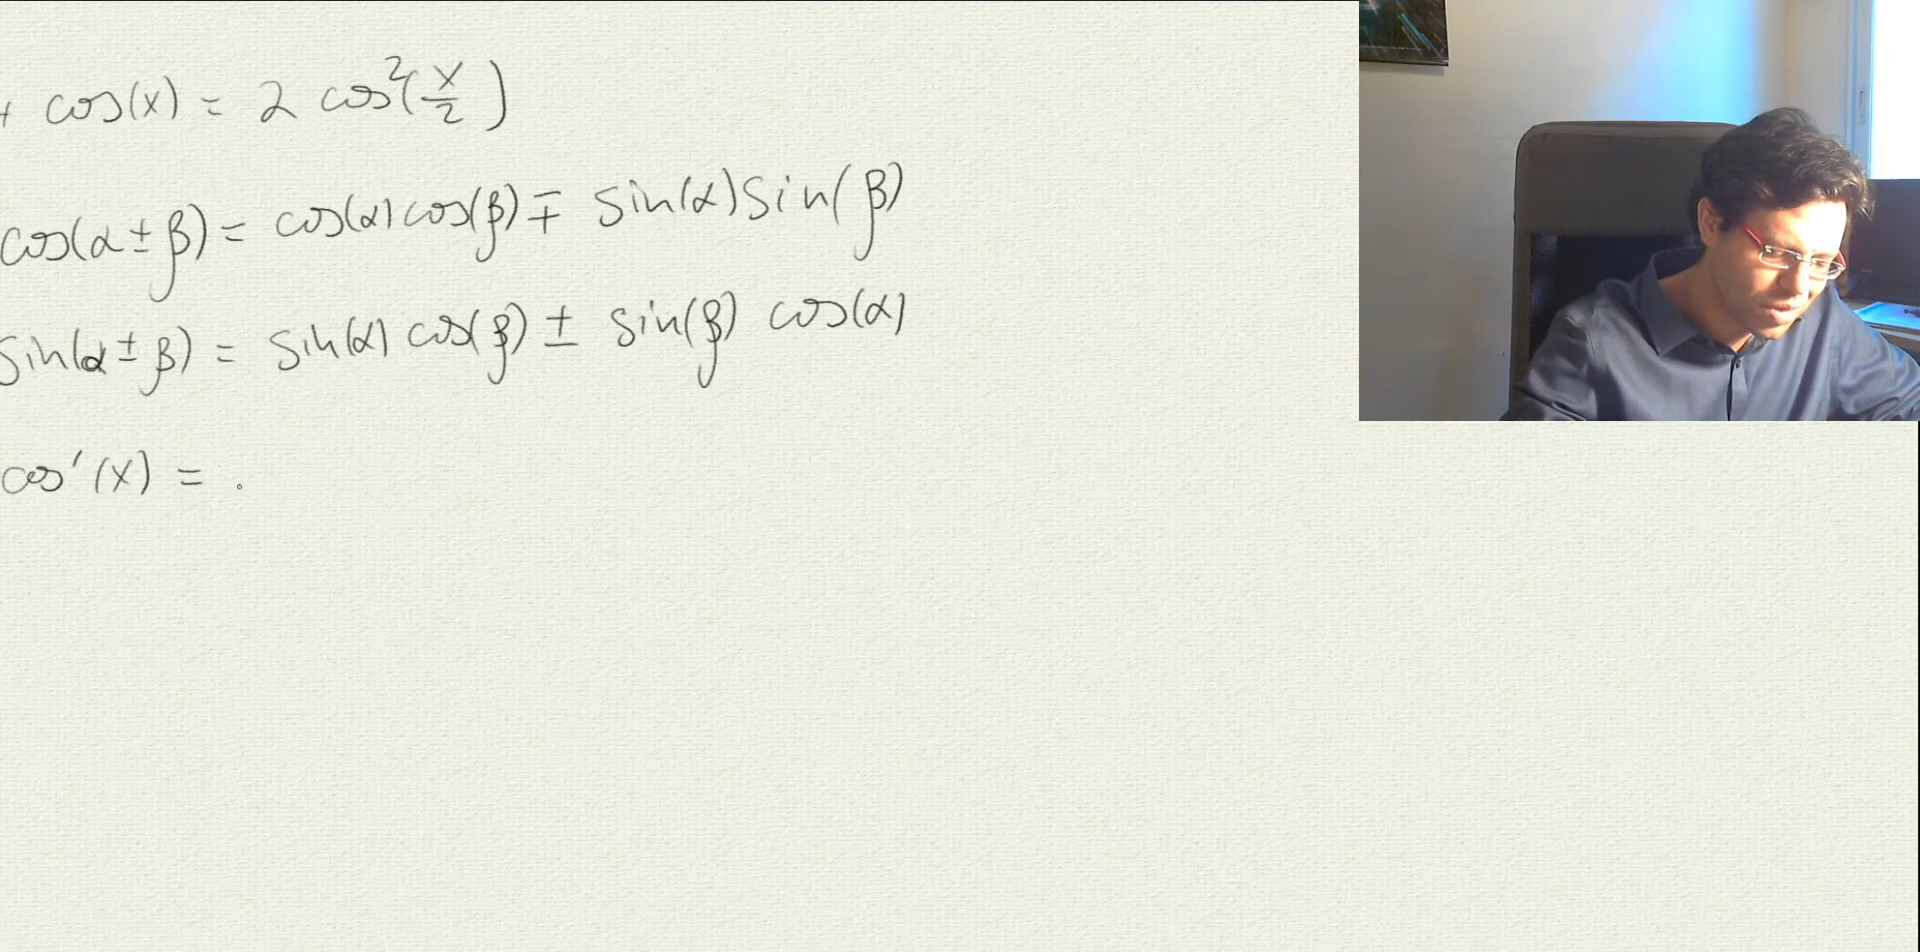 + cos(x) = 2 cos²(x/2)
cos(α ± β) = cos(α) cos(β) ∓ sin(α) sin(β)
sin(α ± β) = sin(α) cos(β) ± sin(β) cos(α)
cos'(x) = .